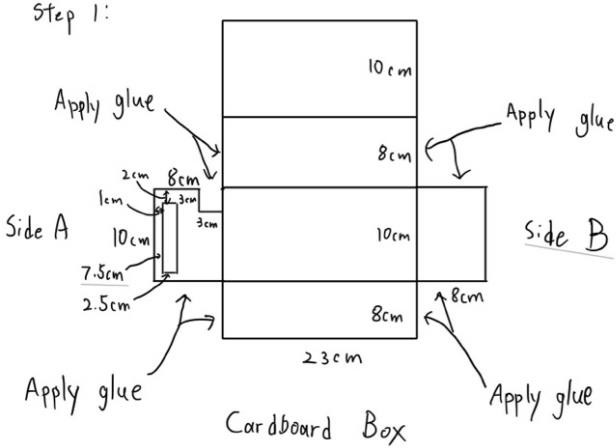 Step 1:
10cm
Apply glue
Apply glue
8cm
8cm
2cm
3cm
1cm
3cm
Side A
10cm
10cm
Side B
7.5cm
2.5cm
8cm
8cm
23cm
Apply glue
Apply glue
Cardboard Box